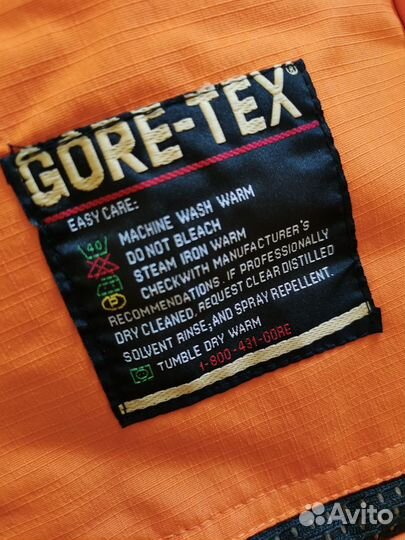 GORE-TEX®
EASY CARE:
40 MACHINE WASH WARM
DO NOT BLEACH
STEAM IRON WARM
P CHECKWITH MANUFACTURER'S
RECOMMENDATIONS. IF PROFESSIONALLY
DRY CLEANED, REQUEST CLEAR DISTILLED
SOLVENT RINSE, AND SPRAY REPELLENT.
TUMBLE DRY WARM
1-800-431-GORE
Avito